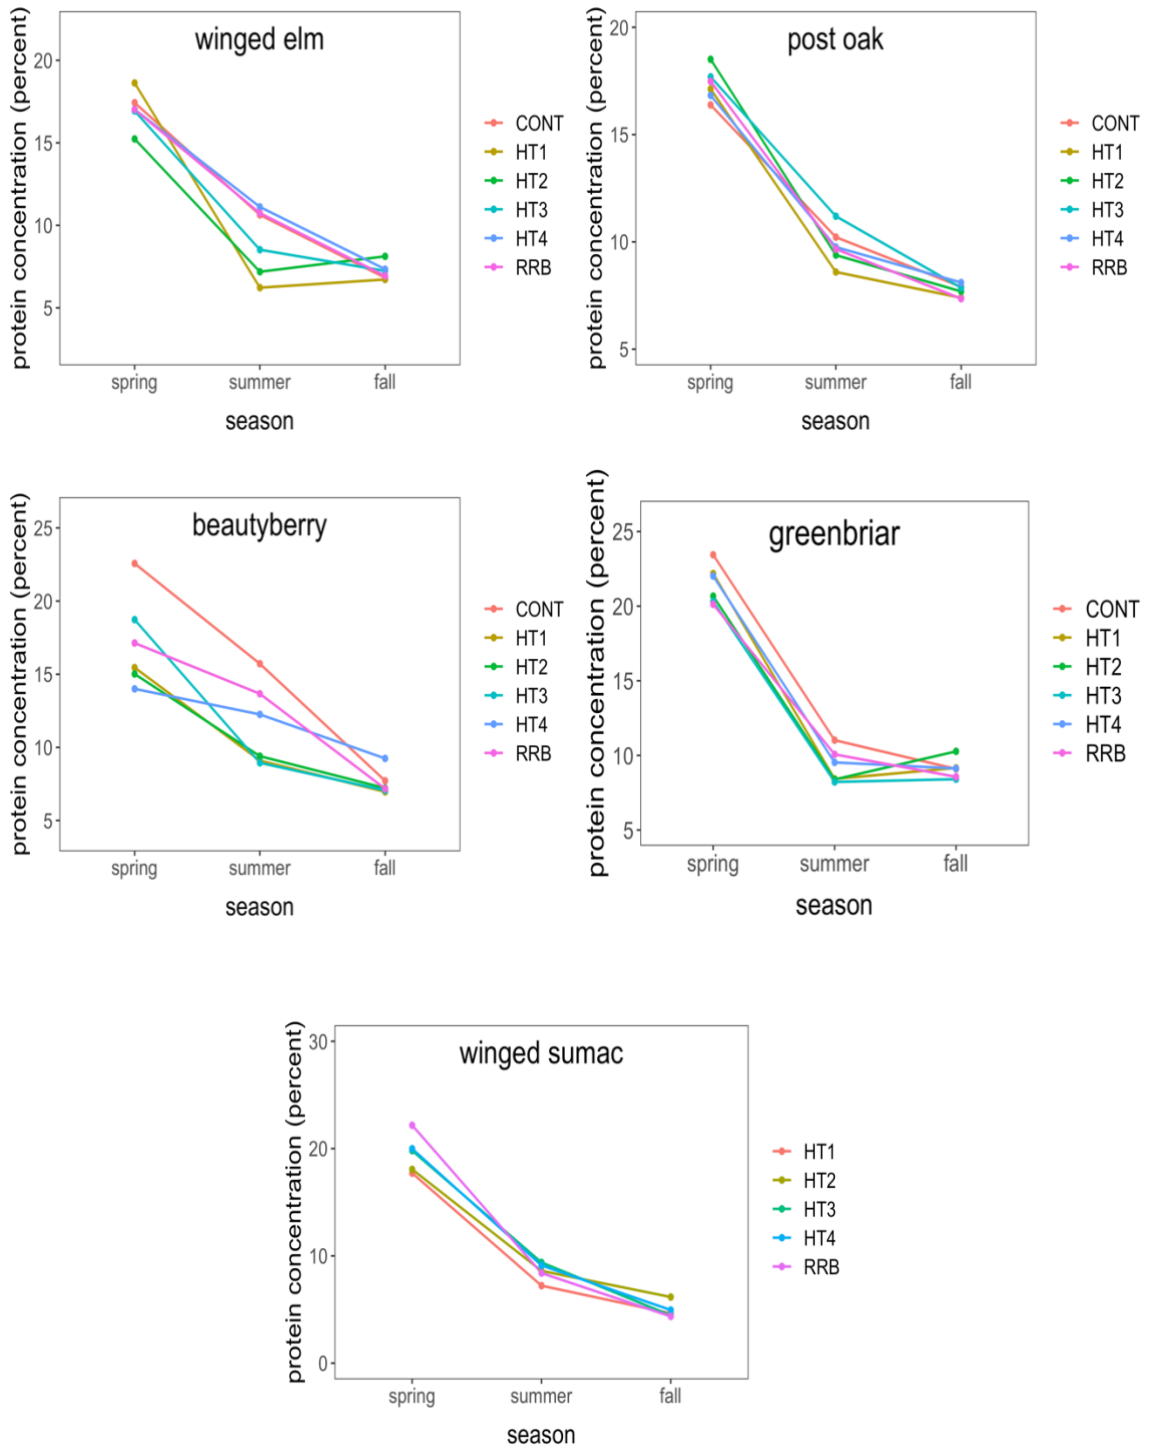 winged elm
protein concentration (percent)
20
15
10
5
spring summer fall
season
CONT
HT1
HT2
HT3
HT4
RRB
post oak
protein concentration (percent)
20
15
10
5
spring summer fall
season
CONT
HT1
HT2
HT3
HT4
RRB
beautyberry
protein concentration (percent)
25
20
15
10
5
spring summer fall
season
CONT
HT1
HT2
HT3
HT4
RRB
greenbriar
protein concentration (percent)
25
20
15
10
5
spring summer fall
season
CONT
HT1
HT2
HT3
HT4
RRB
winged sumac
protein concentration (percent)
30
20
10
0
spring summer fall
season
HT1
HT2
HT3
HT4
RRB